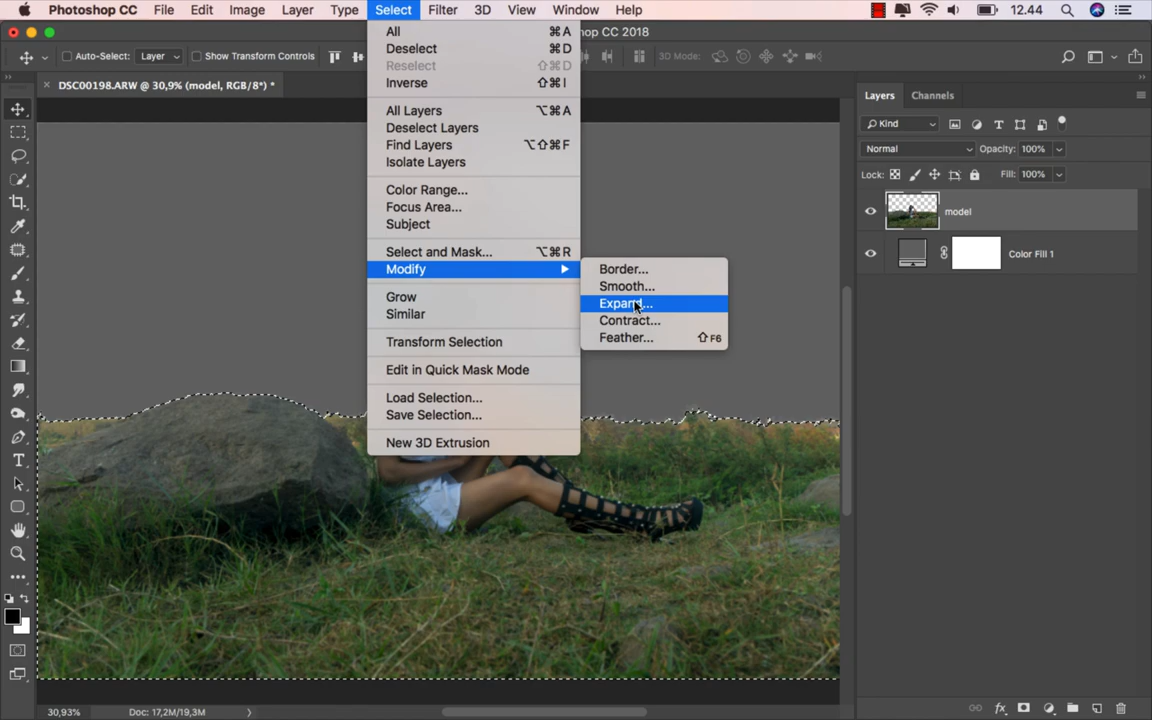 Photoshop CC File Edit Image Layer Type Select Filter 3D View Window Help 12.44
hop CC 2018
Auto-Select: Layer Show Transform Controls 3D Mode:
DSC00198.ARW @ 30,9% (model, RGB/8*) *
All ⌘A
Deselect ⌘D
Reselect ⇧⌘D
Inverse ⇧⌘I
All Layers ⌥⌘A
Deselect Layers
Find Layers ⌥⇧⌘F
Isolate Layers
Color Range...
Focus Area...
Subject
Select and Mask... ⌥⌘R
Modify
Grow
Similar
Transform Selection
Edit in Quick Mask Mode
Load Selection...
Save Selection...
New 3D Extrusion
Border...
Smooth...
Expand...
Contract...
Feather... ⇧F6
Layers Channels
Kind
Normal Opacity: 100%
Lock: Fill: 100%
model
Color Fill 1
30,93% Doc: 17,2M/19,3M